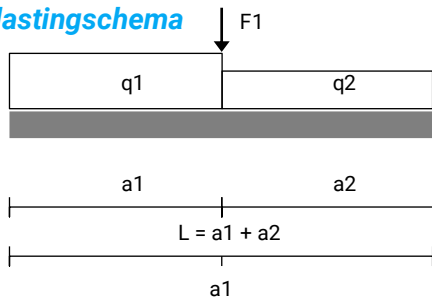 lastingschema
F1
q1 q2
a1 a2
L = a1 + a2
a1